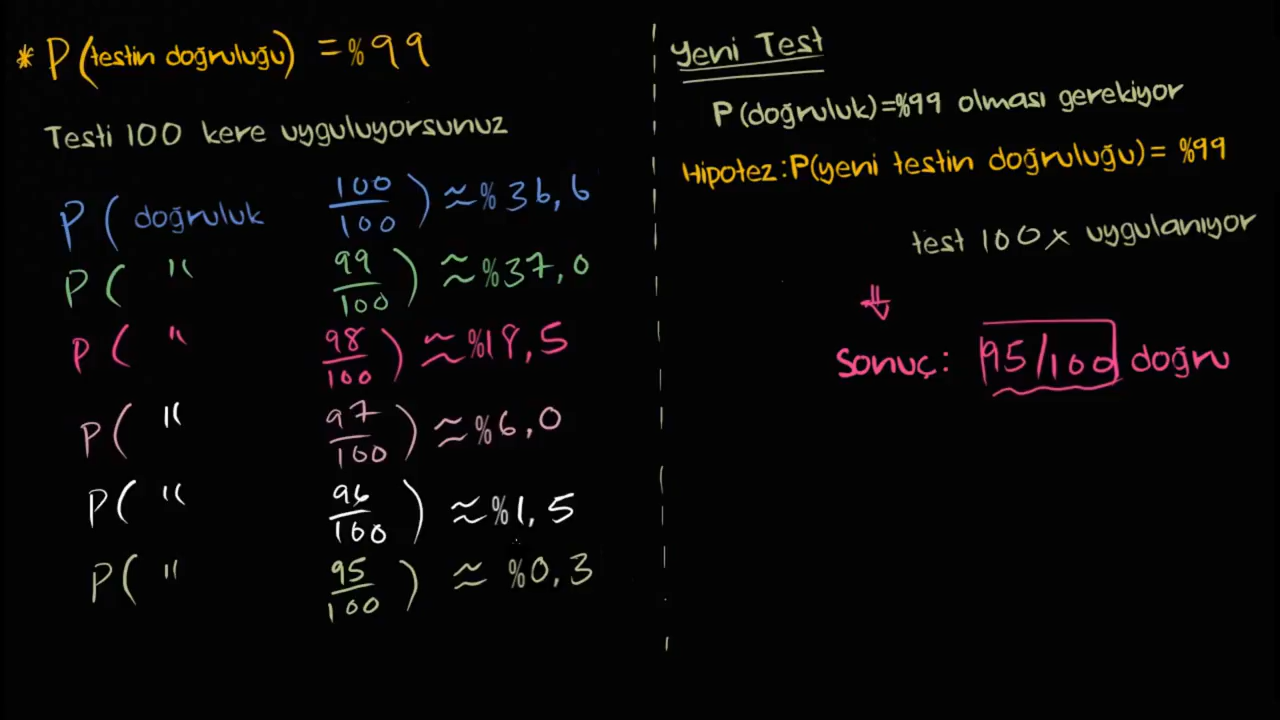 * P(testin doğruluğu) = %99
Testi 100 kere uyguluyorsunuz
P( doğruluk 100/100 ) ≈ %36,6
P( " 99/100 ) ≈ %37,0
P( " 98/100 ) ≈ %18,5
P( " 97/100 ) ≈ %6,0
P( " 96/100 ) ≈ %1,5
P( " 95/100 ) ≈ %0,3
Yeni Test
P(doğruluk)=%99 olması gerekiyor
Hipotez: P(yeni testin doğruluğu)= %99
test 100x uygulanıyor
Sonuç: 95/100 doğru